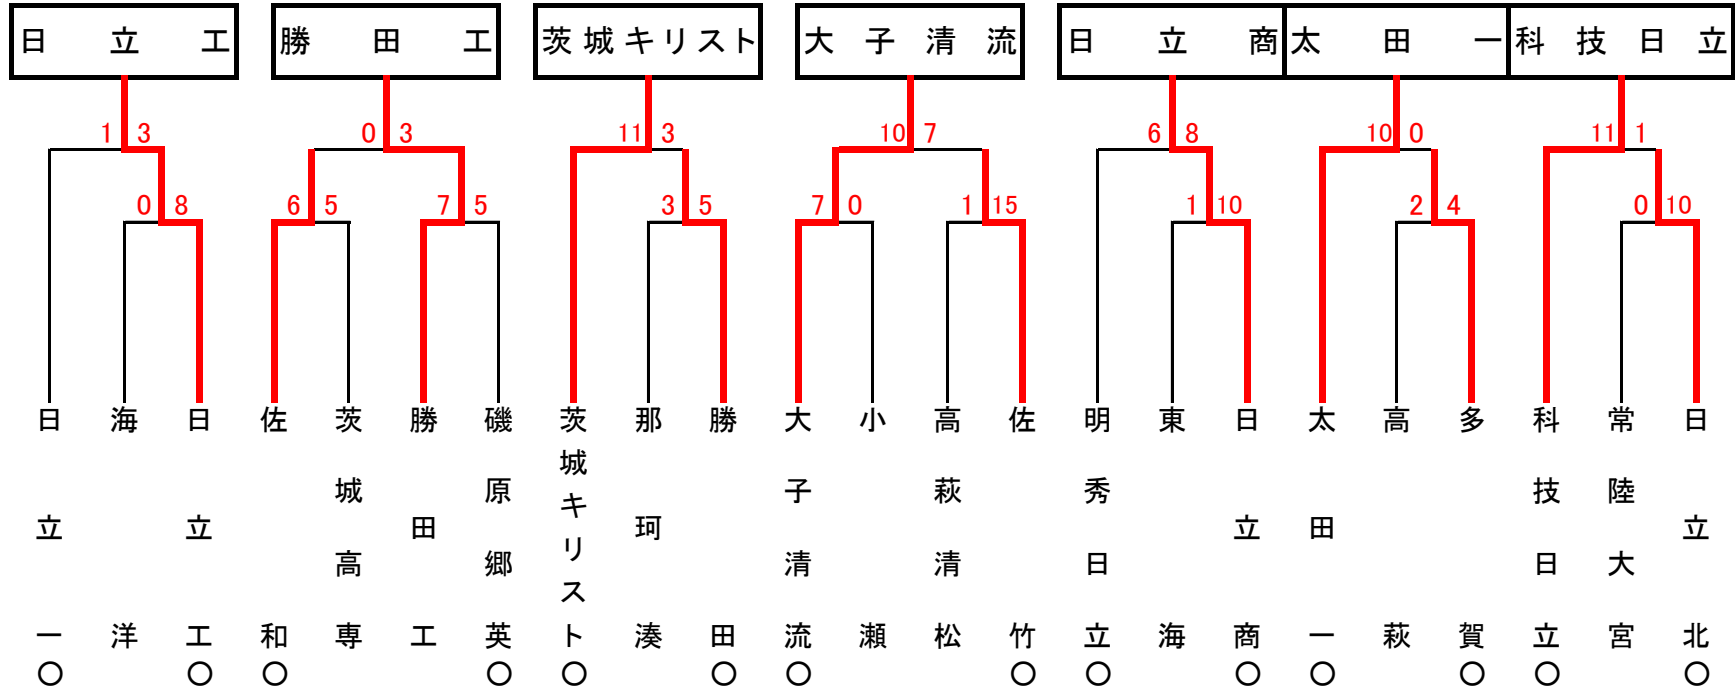 日立工 勝田工 茨城キリスト 大子清流 日立商 太田一 科技日立
1 3 0 3 11 3 10 7 6 8 10 0 11 1
0 8 6 5 7 5 3 5 7 0 1 15 1 10 2 4 0 10
日立一○
海洋
日立工○
佐和○
茨城高専
勝田工
磯原郷英○
茨城キリスト○
那珂湊
勝田○
大子清流○
小瀬
高萩清松
佐竹○
明秀日立○
東海
日立商○
太田一○
高萩
多賀○
科技日立○
常陸大宮
日立北○